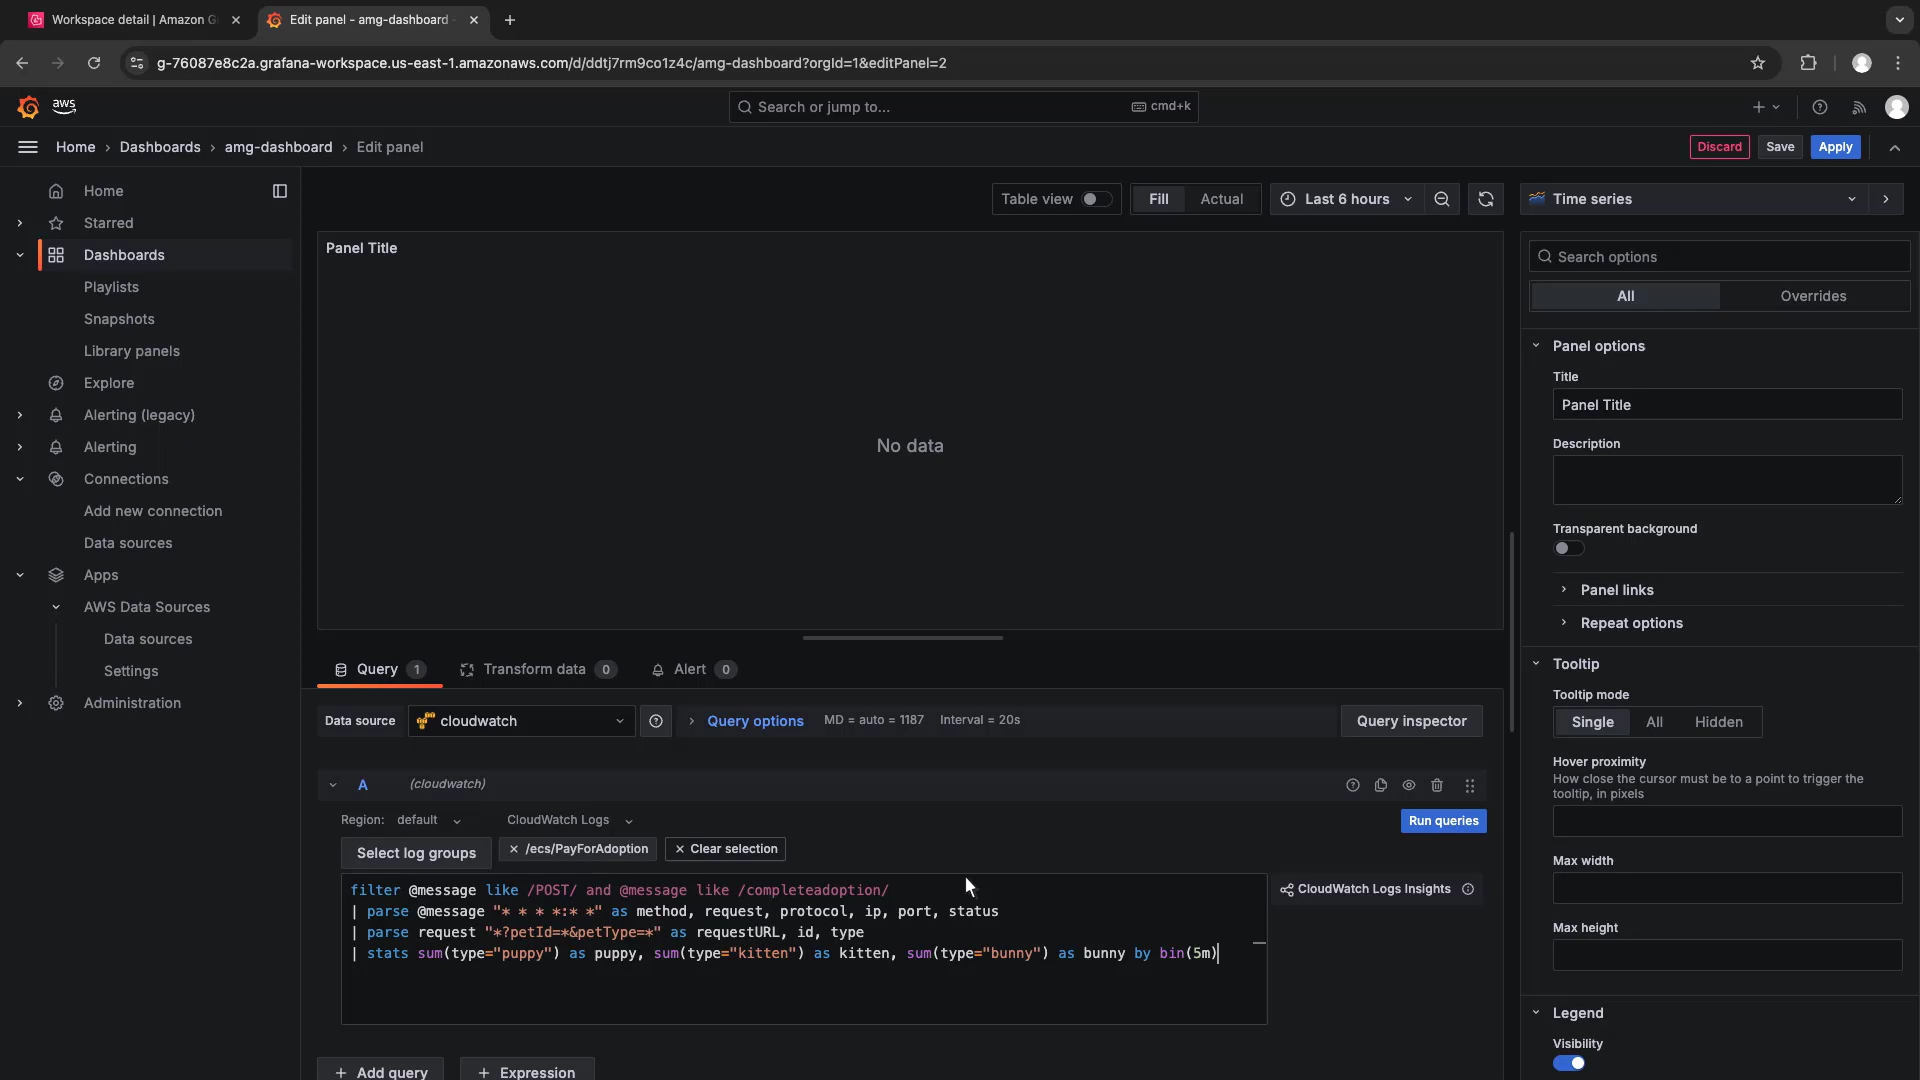 Workspace detail | Amazon G
Edit panel - amg-dashboard -
g-76087e8c2a.grafana-workspace.us-east-1.amazonaws.com/d/ddtj7rm9co1z4c/amg-dashboard?orgId=1&editPanel=2
aws
Search or jump to...
cmd+k
Home › Dashboards › amg-dashboard › Edit panel
Discard
Save
Apply
Home
Starred
Dashboards
Playlists
Snapshots
Library panels
Explore
Alerting (legacy)
Alerting
Connections
Add new connection
Data sources
Apps
AWS Data Sources
Data sources
Settings
Administration
Table view
Fill
Actual
Last 6 hours
Panel Title
No data
Query 1
Transform data 0
Alert 0
Data source
cloudwatch
Query options
MD = auto = 1187
Interval = 20s
Query inspector
A
(cloudwatch)
Region: default
CloudWatch Logs
Run queries
Select log groups
/ecs/PayForAdoption
Clear selection
filter @message like /POST/ and @message like /completeadoption/
| parse @message "* * * *:* *" as method, request, protocol, ip, port, status
| parse request "*?petId=*&petType=*" as requestURL, id, type
| stats sum(type="puppy") as puppy, sum(type="kitten") as kitten, sum(type="bunny") as bunny by bin(5m)
CloudWatch Logs Insights
+ Add query
+ Expression
Time series
Search options
All
Overrides
Panel options
Title
Panel Title
Description
Transparent background
Panel links
Repeat options
Tooltip
Tooltip mode
Single
All
Hidden
Hover proximity
How close the cursor must be to a point to trigger the
tooltip, in pixels
Max width
Max height
Legend
Visibility